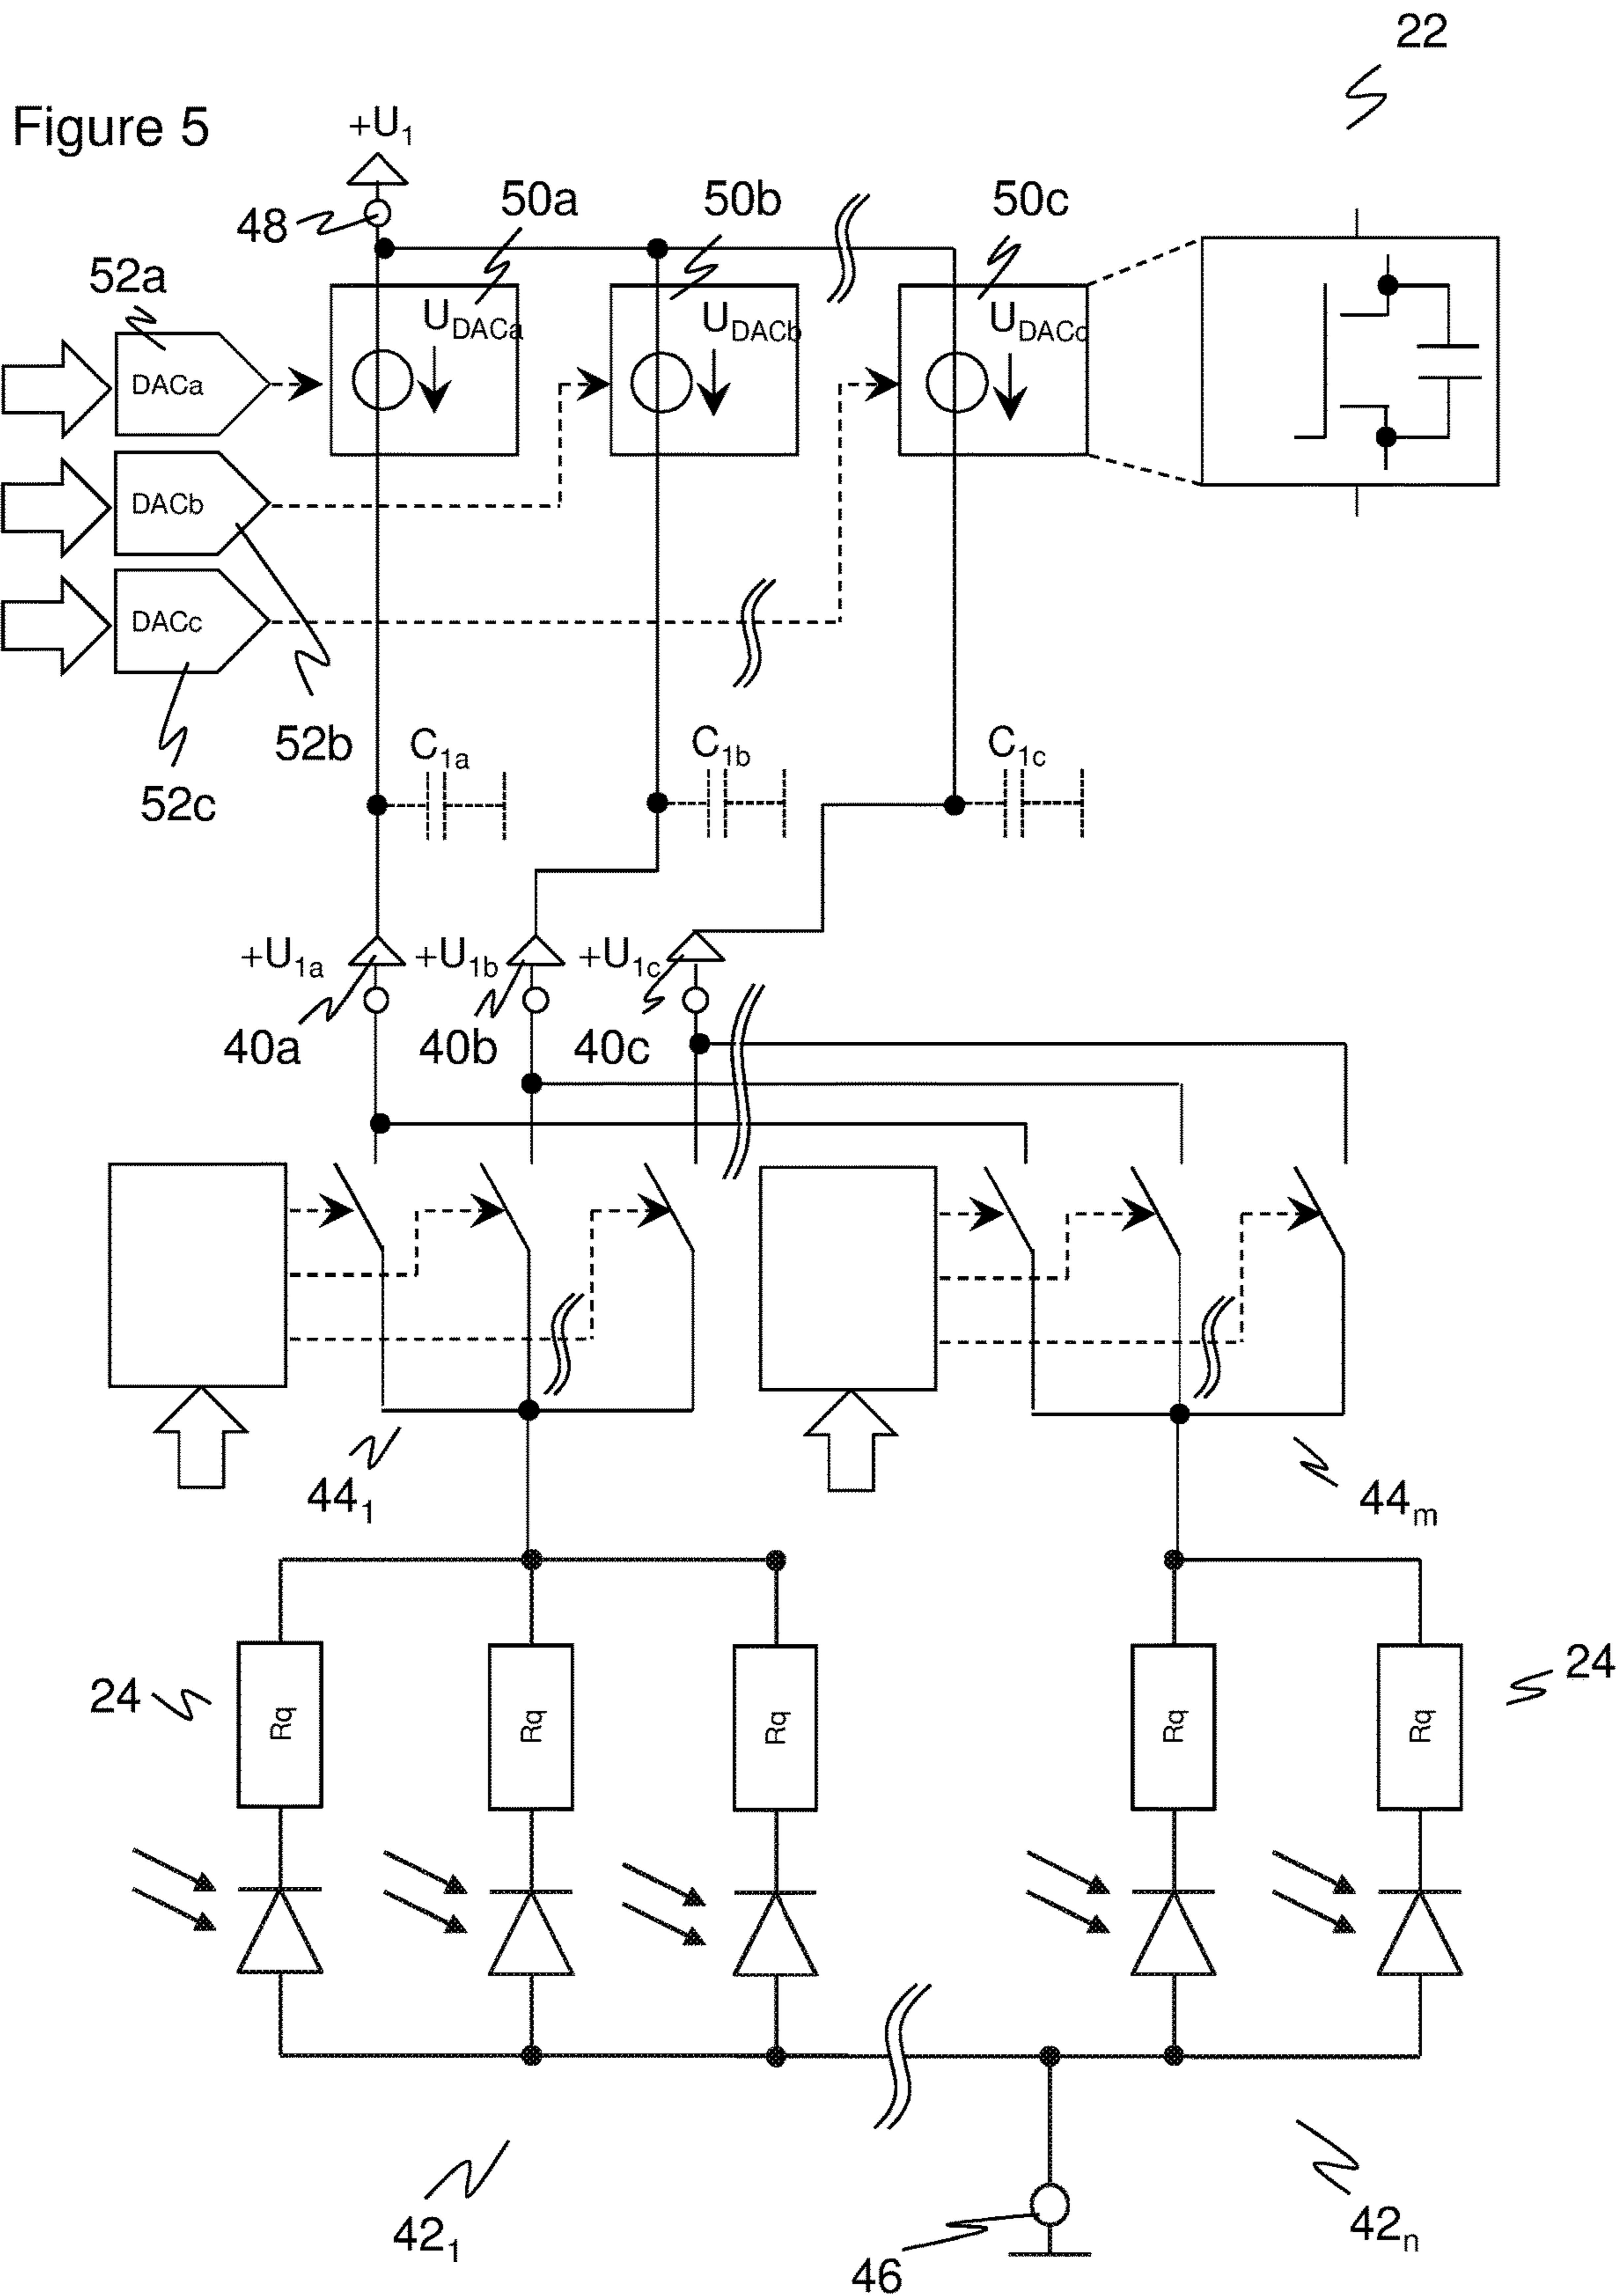 22
Figure 5
+U1
48
50a
50b
50c
52a
UDACa
UDACb
UDACc
DACa
DACb
DACc
52b
52c
C1a
C1b
C1c
+U1a
+U1b
+U1c
40a
40b
40c
441
44m
24
Rq
Rq
Rq
Rq
Rq
24
421
46
42n